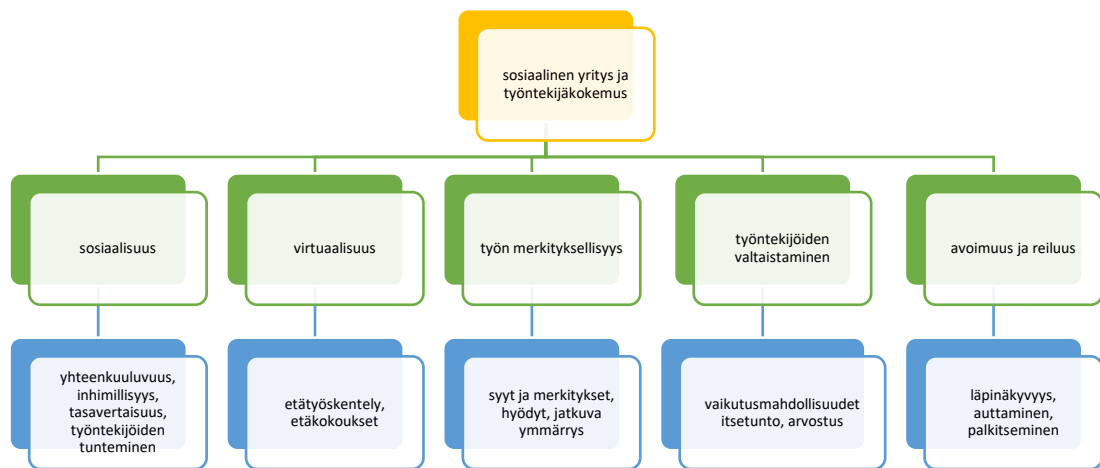 sosiaalinen yritys ja
työntekijäkokemus
sosiaalisuus
virtuaalisuus
työn merkityksellisyys
työntekijöiden
valtaistaminen
avoimuus ja reiluus
yhteenkuuluvuus,
inhimillisyys,
tasavertaisuus,
työntekijöiden
tunteminen
etätyöskentely,
etäkokoukset
syyt ja merkitykset,
hyödyt, jatkuva
ymmärrys
vaikutusmahdollisuudet
itsetunto, arvostus
läpinäkyvyys,
auttaminen,
palkitseminen